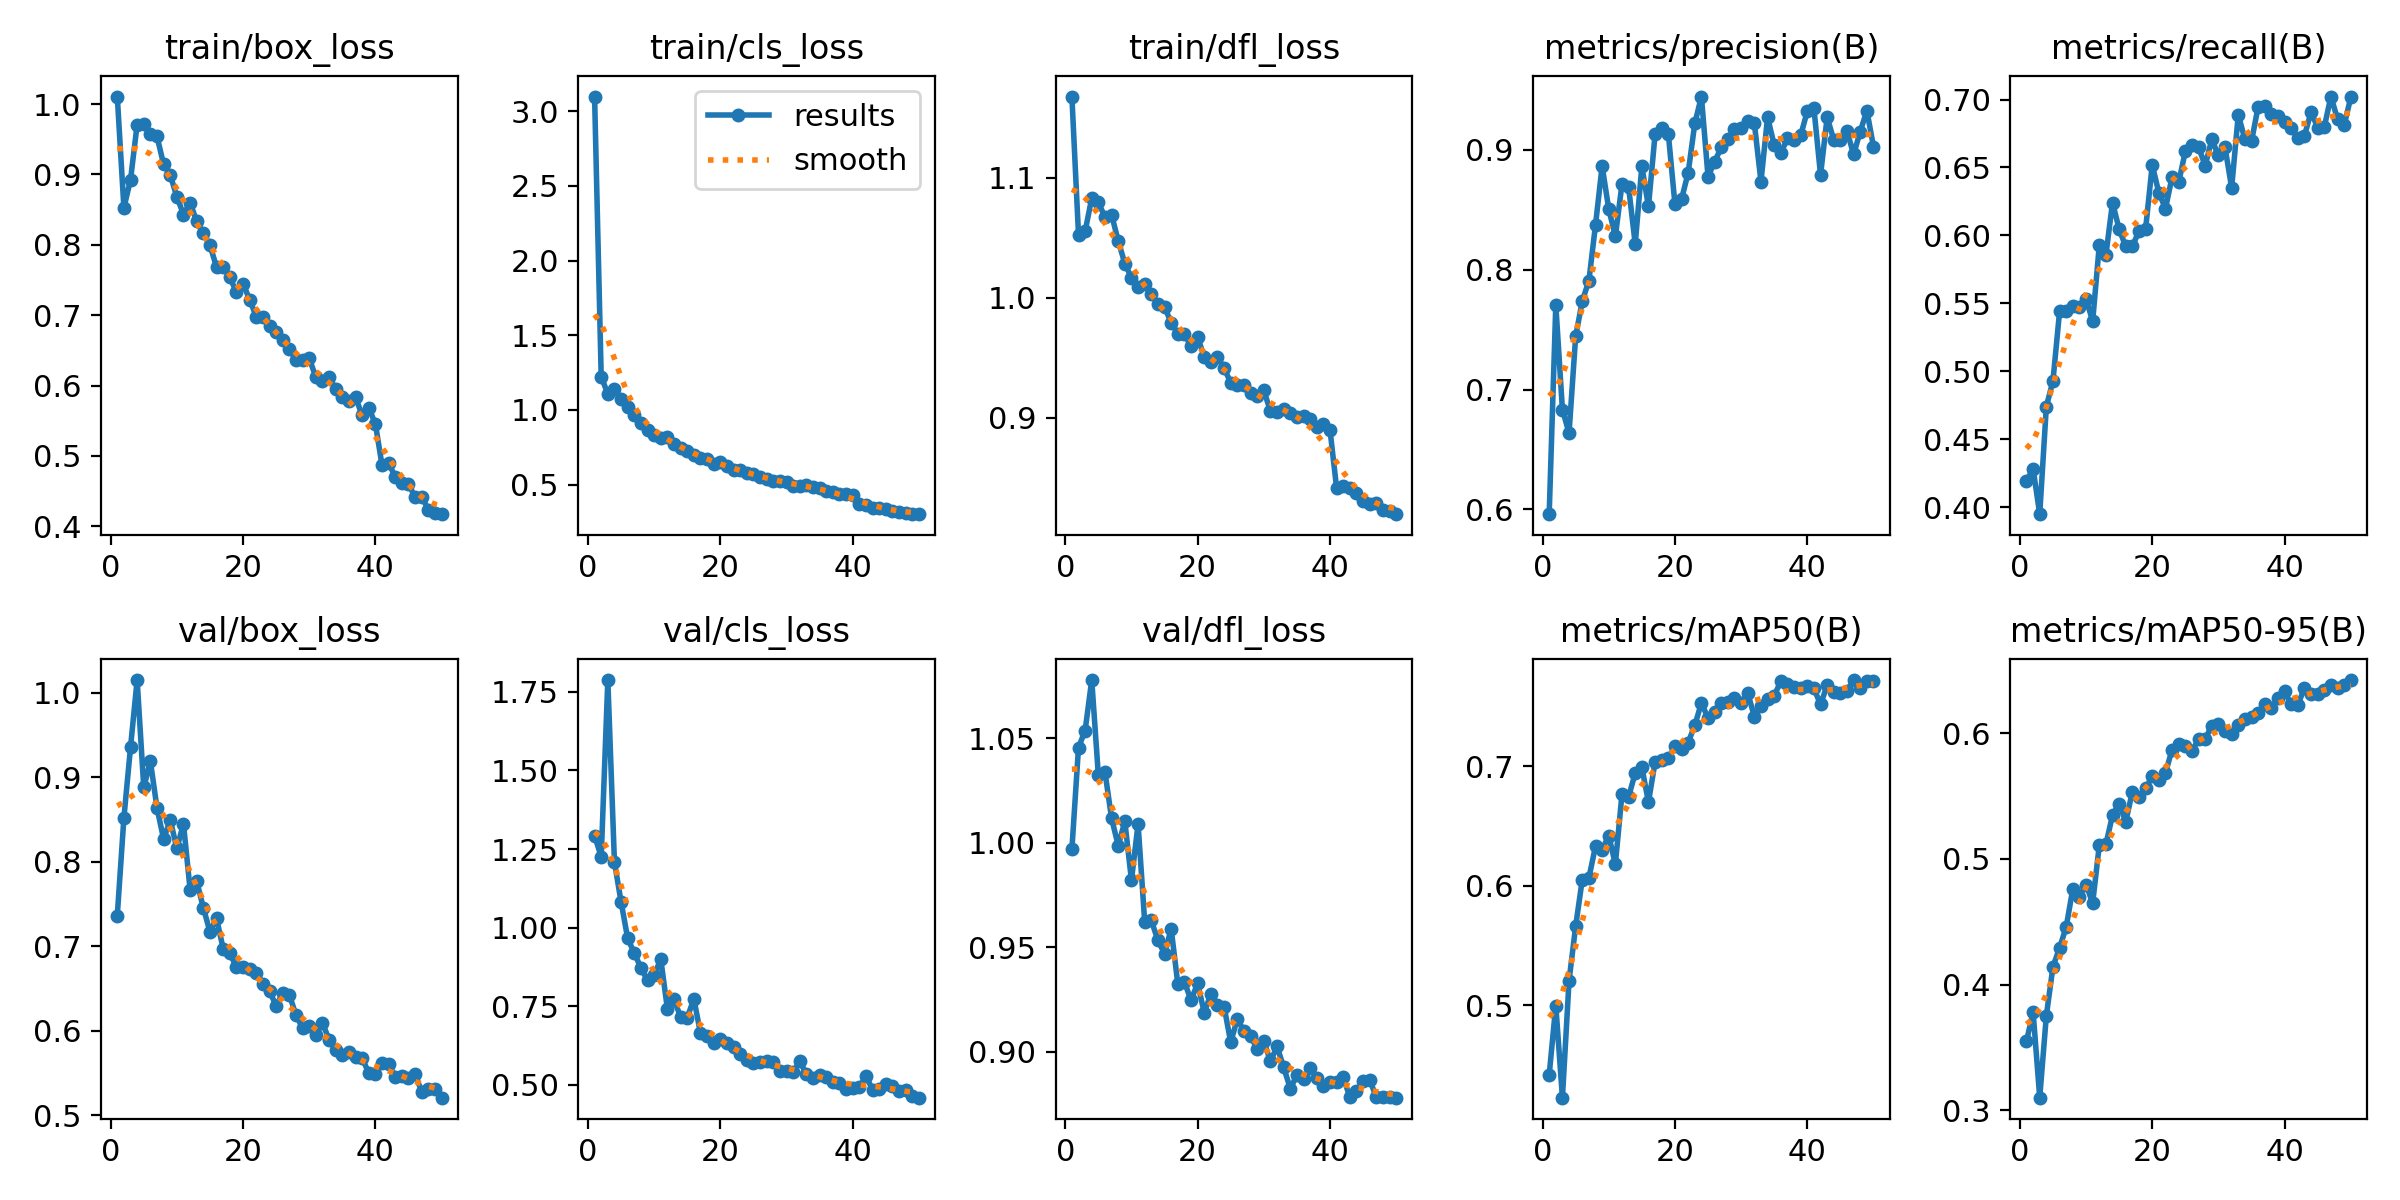 train/box_loss
train/cls_loss
train/dfl_loss
metrics/precision(B)
metrics/recall(B)
1.0
0.9
0.8
0.7
0.6
0.5
0.4
0 20 40
3.0
2.5
2.0
1.5
1.0
0.5
0 20 40
results
smooth
1.1
1.0
0.9
0 20 40
0.9
0.8
0.7
0.6
0 20 40
0.70
0.65
0.60
0.55
0.50
0.45
0.40
0 20 40
val/box_loss
val/cls_loss
val/dfl_loss
metrics/mAP50(B)
metrics/mAP50-95(B)
1.0
0.9
0.8
0.7
0.6
0.5
0 20 40
1.75
1.50
1.25
1.00
0.75
0.50
0 20 40
1.05
1.00
0.95
0.90
0 20 40
0.7
0.6
0.5
0 20 40
0.6
0.5
0.4
0.3
0 20 40